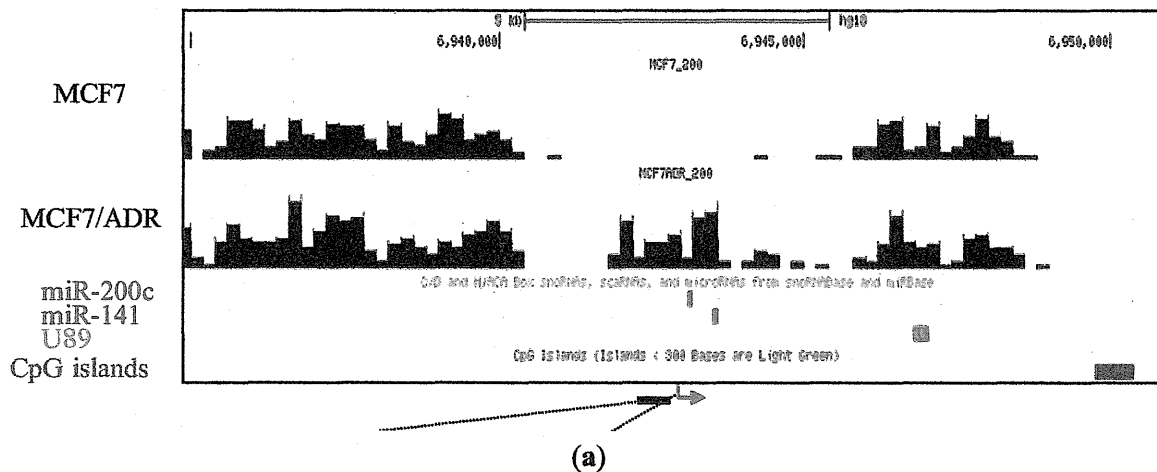 hg18
6,940,000| 6,945,000| 6,950,000|
MCF7_200
MCF7
MCF7ADR_200
MCF7/ADR
C/D and H/ACA Box snoRNAs, scaRNAs, and microRNAs from snoRNABase and miRBase
miR-200c
miR-141
U89
CpG Islands (Islands < 300 Bases are Light Green)
CpG islands
(a)